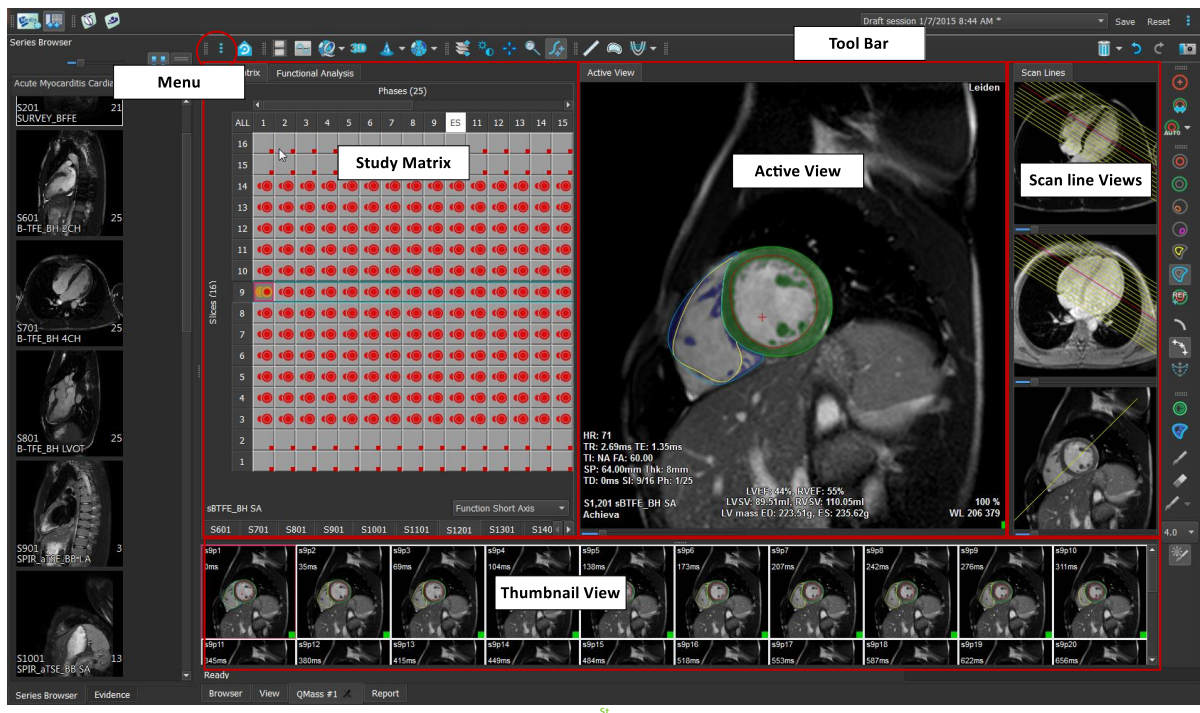 Draft session 1/7/2015 8:44 AM *
Save
Reset
Series Browser
Tool Bar
Menu
Acute Myocarditis Cardia
trix
Functional Analysis
Active View
Scan Lines
Phases (25)
Leiden
ALL 1 2 3 4 5 6 7 8 9 ES 11 12 13 14 15
S201 21
SURVEY_BFFE
16
15
14
13
12
11
10
9
8
7
6
5
4
3
2
1
Slices (16)
Study Matrix
Active View
Scan line Views
AUTO
REF
3D
S601 25
B-TFE_BH 2CH
S701 25
B-TFE_BH 4CH
S801 25
B-TFE_BH LVOT
S901 3
SPIR_aTSE_BB LA
S1001 13
SPIR_aTSE_BB SA
HR: 71
TR: 2.69ms TE: 1.35ms
TI: NA FA: 60.00
SP: 64.00mm Thk: 8mm
TD: 0ms Sl: 9/16 Ph: 1/25
S1,201 sBTFE_BH SA
Achieva
LVEF: 44%, RVEF: 55%
LVSV: 89.51ml, RVSV: 110.05ml
LV mass ED: 223.51g, ES: 235.62g
100 %
WL 206 379
sBTFE_BH SA
Function Short Axis
S601 S701 S801 S901 S1001 S1101 S1201 S1301 S140
4.0
s9p1 s9p2 s9p3 s9p4 s9p5 s9p6 s9p7 s9p8 s9p9 s9p10
0ms 35ms 69ms 104ms 138ms 173ms 207ms 242ms 276ms 311ms
Thumbnail View
s9p11 s9p12 s9p13 s9p14 s9p15 s9p16 s9p17 s9p18 s9p19 s9p20
345ms 380ms 415ms 449ms 484ms 518ms 553ms 587ms 622ms 656ms
Ready
Series Browser
Evidence
Browser
View
QMass #1
Report
St